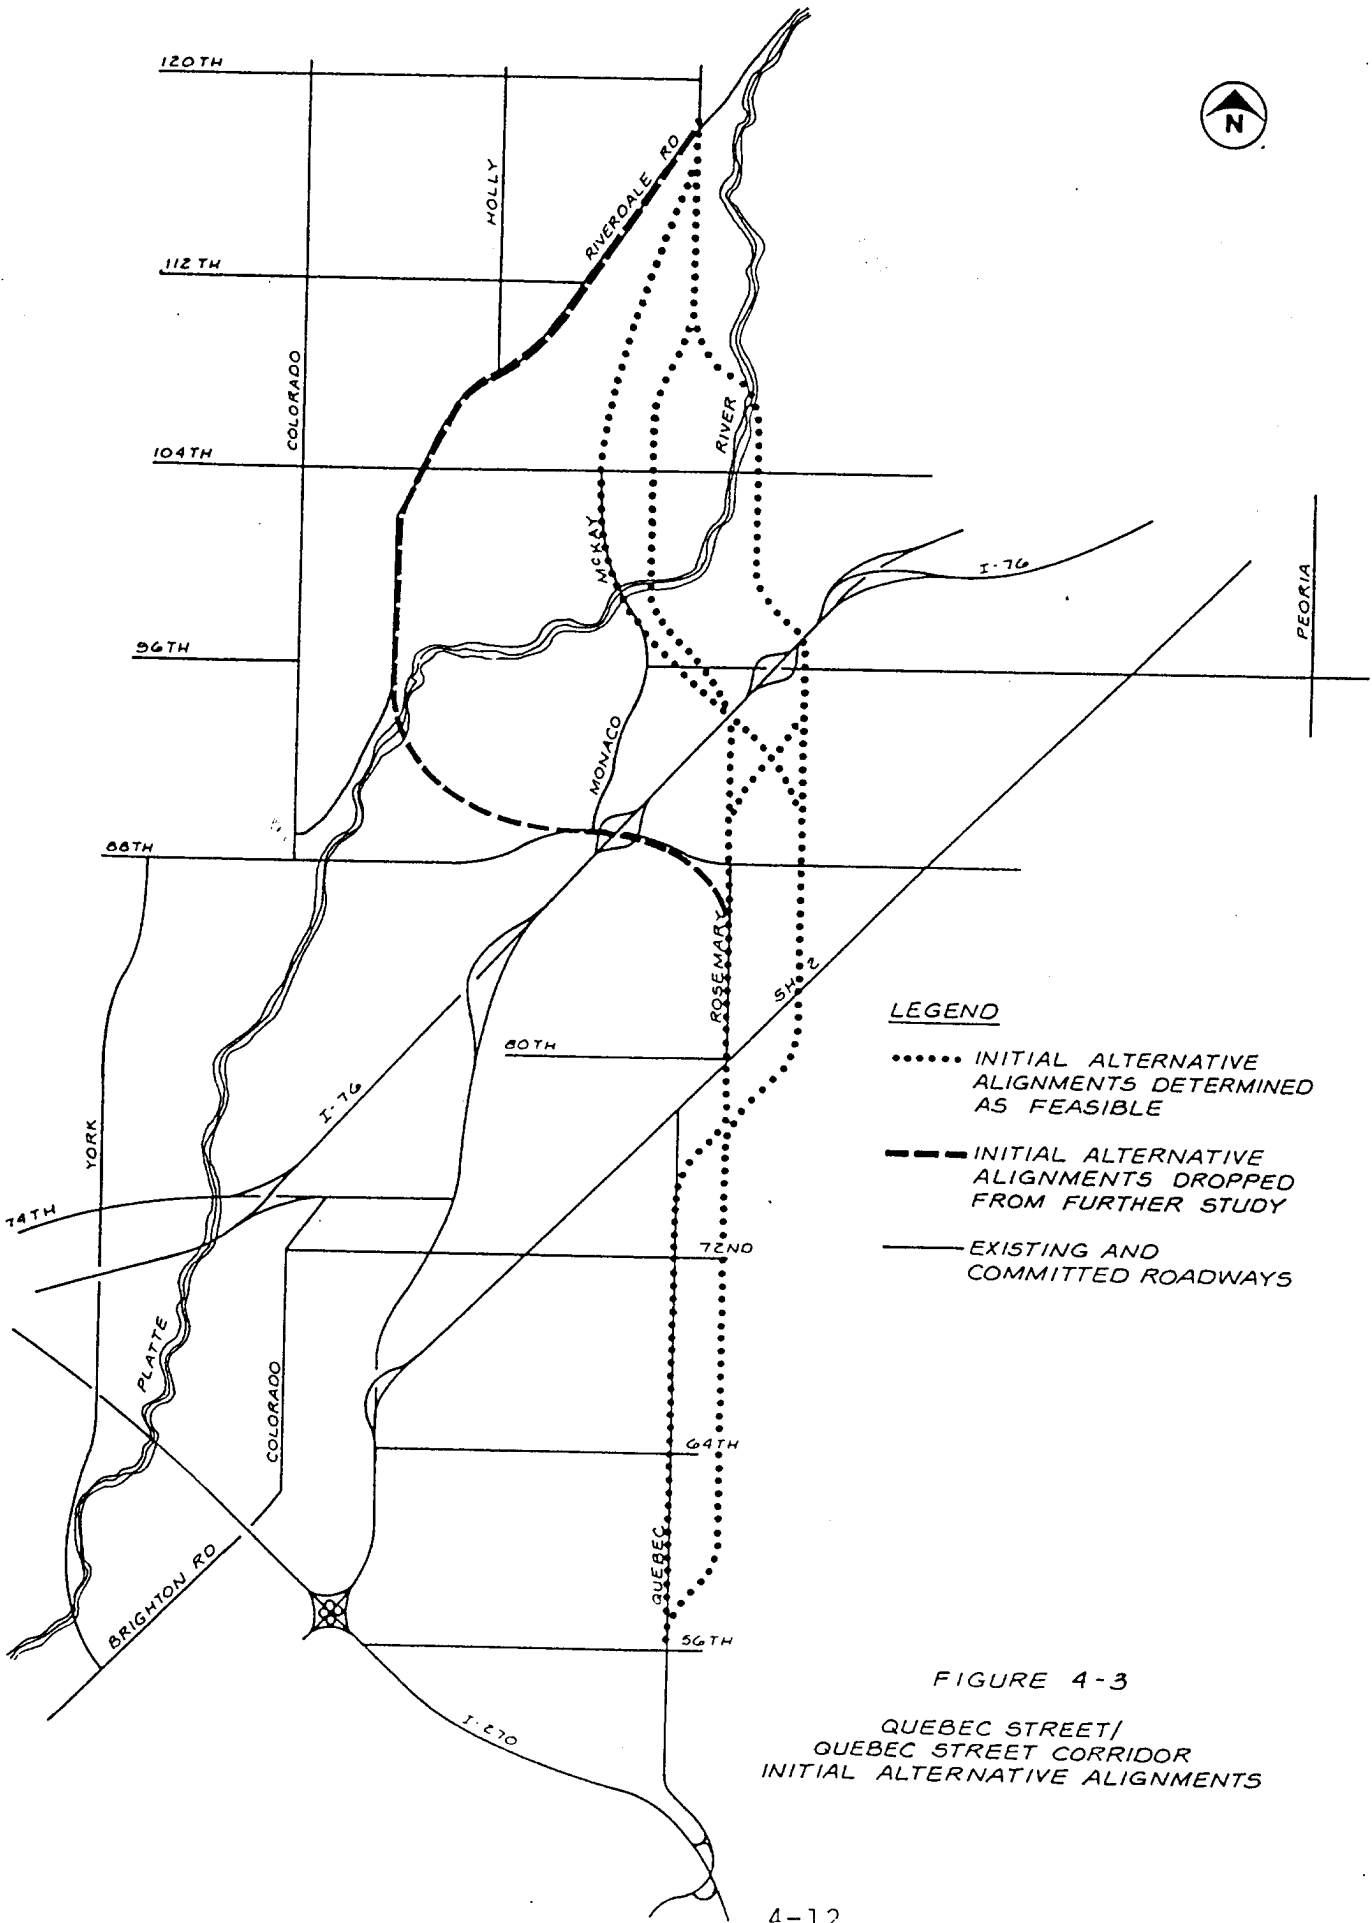 120TH
N
RIVERDALE RD
HOLLY
112TH
COLORADO
RIVER
104TH
MCKAY
I-76
PEORIA
96TH
MONACO
88TH
ROSEMARY
SH 2
LEGEND
80TH
INITIAL ALTERNATIVE
ALIGNMENTS DETERMINED
AS FEASIBLE
I-76
YORK
INITIAL ALTERNATIVE
ALIGNMENTS DROPPED
FROM FURTHER STUDY
74TH
72ND
EXISTING AND
COMMITTED ROADWAYS
PLATTE
COLORADO
64TH
QUEBEC
BRIGHTON RD
56TH
FIGURE 4-3
I-270
QUEBEC STREET/
QUEBEC STREET CORRIDOR
INITIAL ALTERNATIVE ALIGNMENTS
4-12